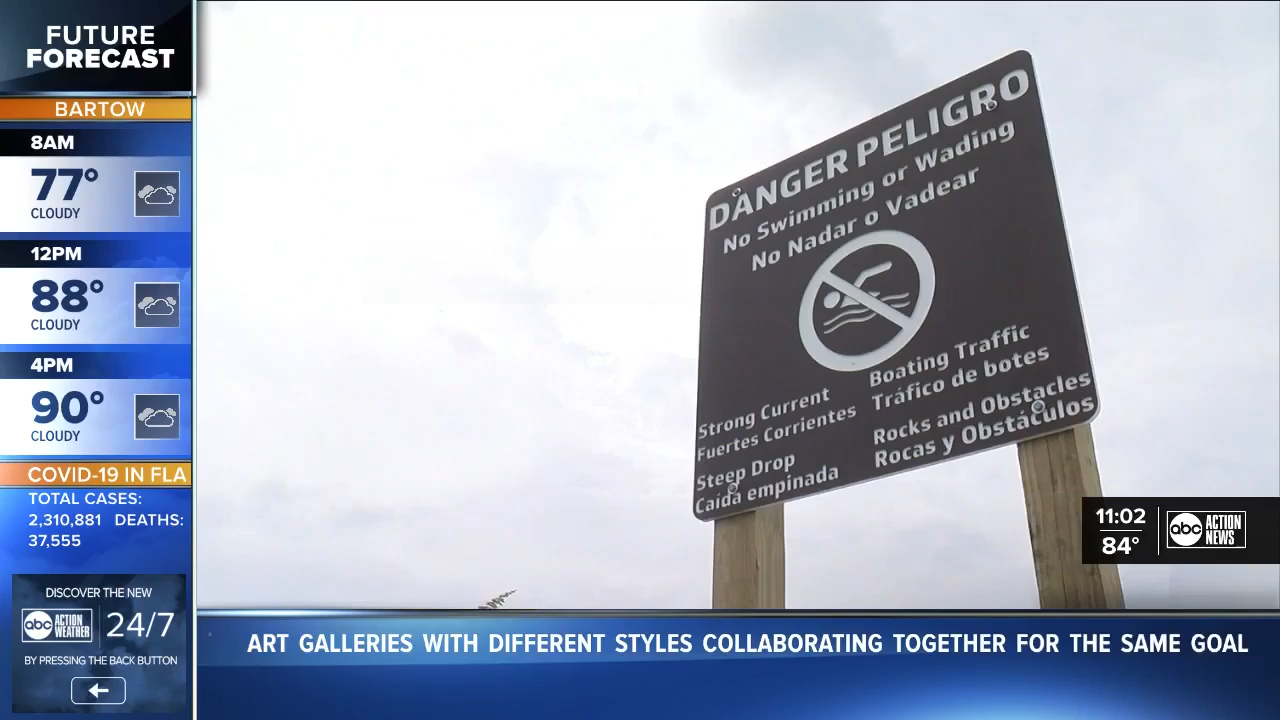 FUTURE
FORECAST
BARTOW
8AM
77°
CLOUDY
12PM
88°
CLOUDY
4PM
90°
CLOUDY
COVID-19 IN FLA
TOTAL CASES:
2,310,881 DEATHS:
37,555
DISCOVER THE NEW
abc ACTION WEATHER 24/7
BY PRESSING THE BACK BUTTON
DANGER PELIGRO
No Swimming or Wading
No Nadar o Vadear
Strong Current
Fuertes Corrientes
Steep Drop
Caída empinada
Boating Traffic
Tráfico de botes
Rocks and Obstacles
Rocas y Obstáculos
11:02
84°
abc ACTION NEWS
ART GALLERIES WITH DIFFERENT STYLES COLLABORATING TOGETHER FOR THE SAME GOAL